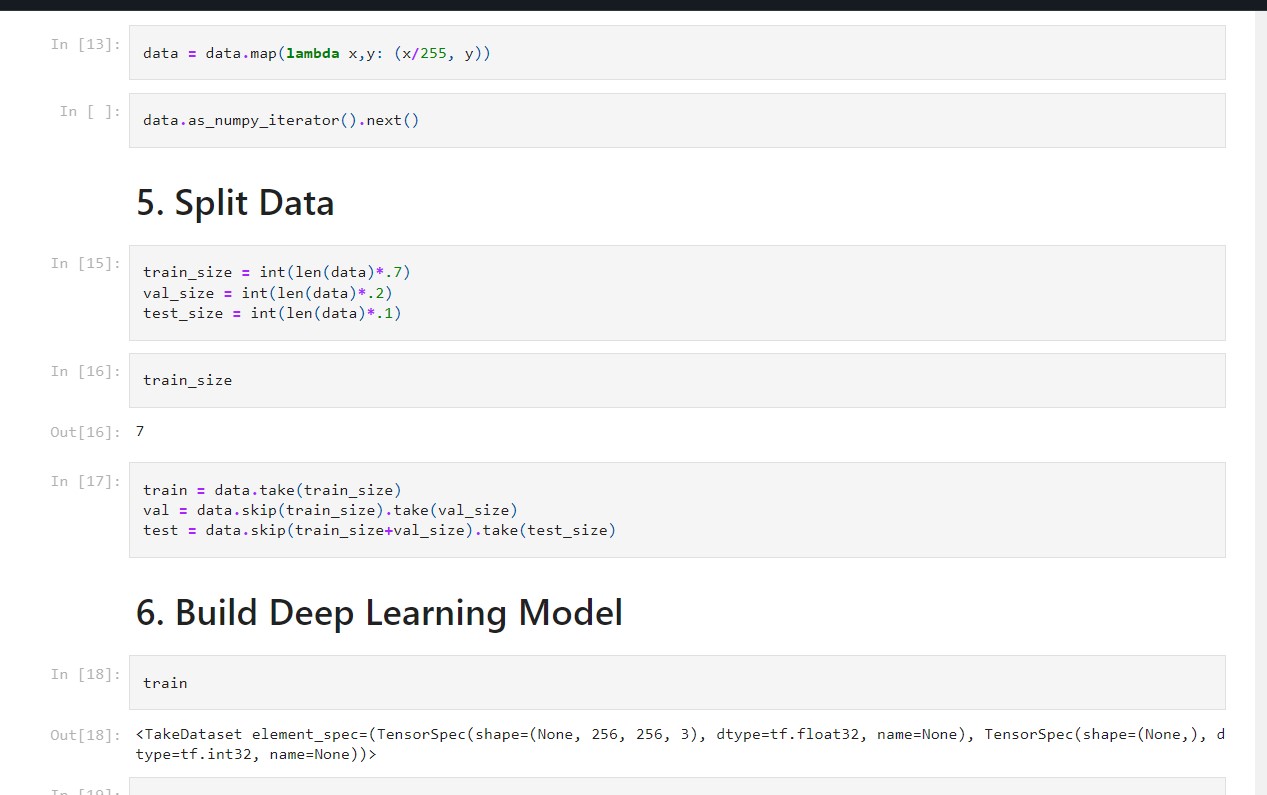 In [13]:
data = data.map(lambda x,y: (x/255, y))
In [ ]:
data.as_numpy_iterator().next()
5. Split Data
In [15]:
train_size = int(len(data)*.7)
val_size = int(len(data)*.2)
test_size = int(len(data)*.1)
In [16]:
train_size
Out[16]:
7
In [17]:
train = data.take(train_size)
val = data.skip(train_size).take(val_size)
test = data.skip(train_size+val_size).take(test_size)
6. Build Deep Learning Model
In [18]:
train
Out[18]:
<TakeDataset element_spec=(TensorSpec(shape=(None, 256, 256, 3), dtype=tf.float32, name=None), TensorSpec(shape=(None,), d
type=tf.int32, name=None))>
In [19]: